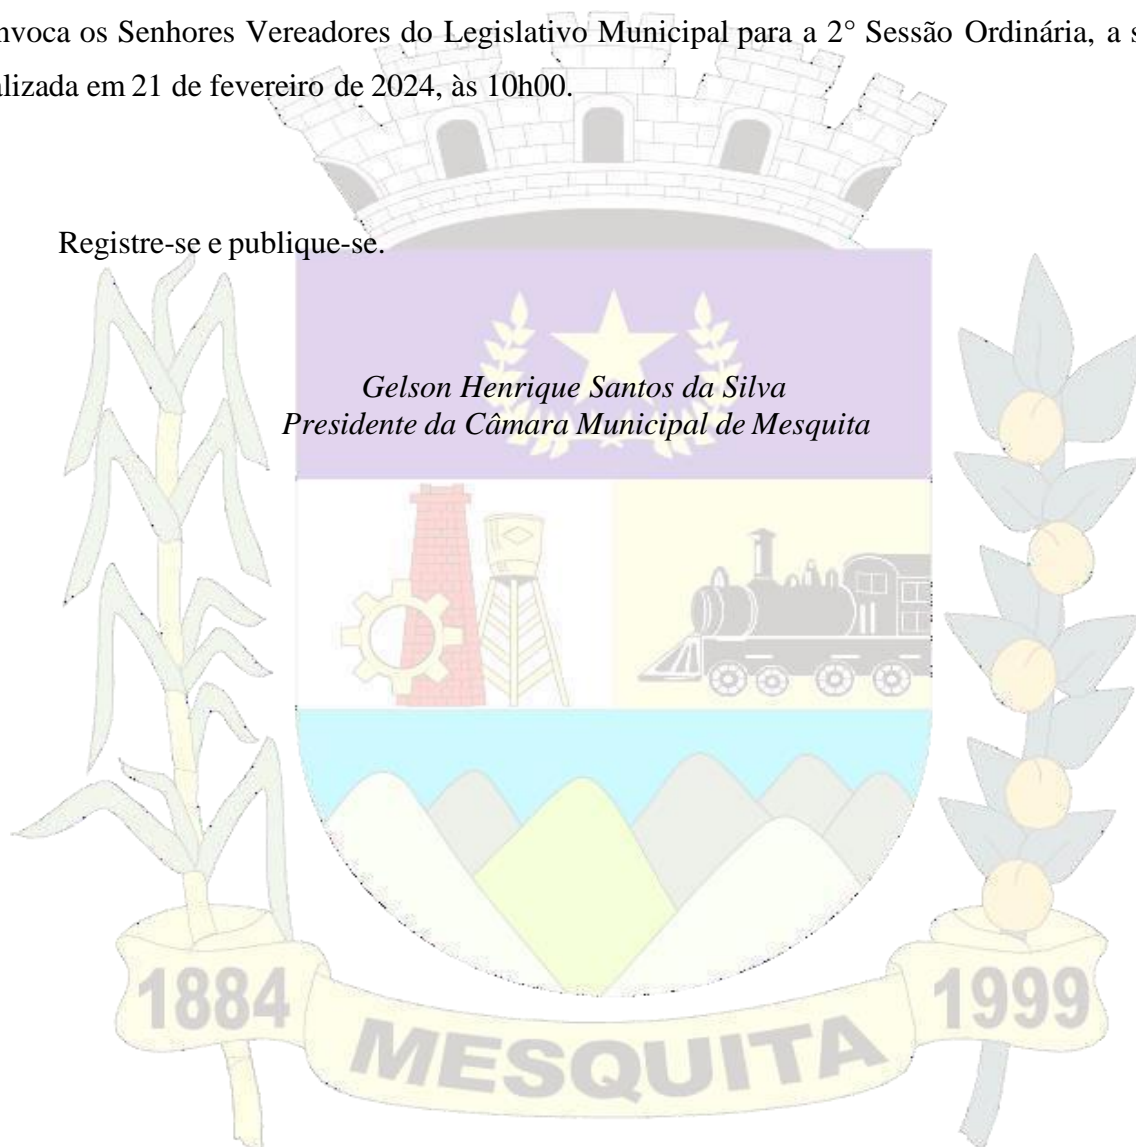 nvoca os Senhores Vereadores do Legislativo Municipal para a 2° Sessão Ordinária, a s
alizada em 21 de fevereiro de 2024, às 10h00.
Registre-se e publique-se.
Gelson Henrique Santos da Silva
Presidente da Câmara Municipal de Mesquita
1884
1999
MESQUITA